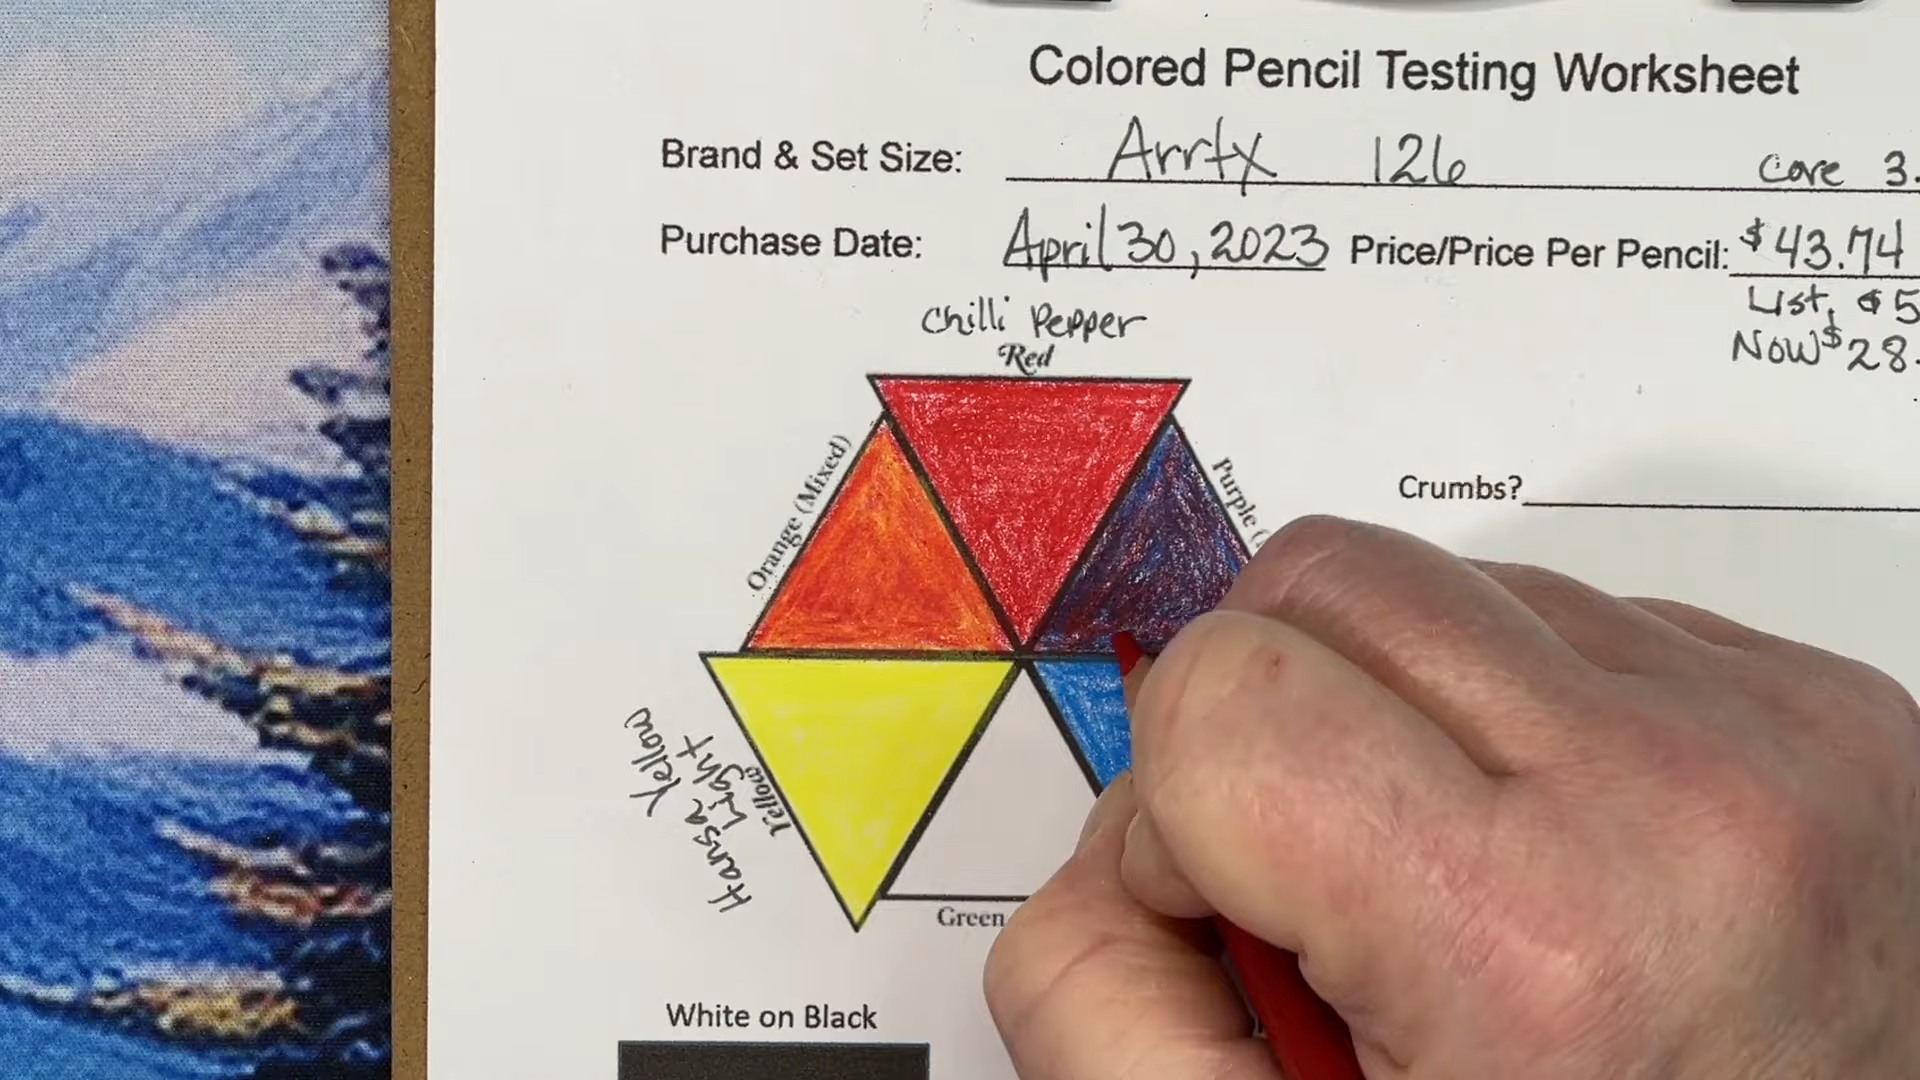 Colored Pencil Testing Worksheet
Brand & Set Size: Arrtx 126 core 3.
Purchase Date: April 30, 2023 Price/Price Per Pencil: $43.74
List, $5
Now $28.
Chilli Pepper
Red
Orange (Mixed)
Purple (
Crumbs?
Hansa Yellow
Light
Yellow
Green
White on Black